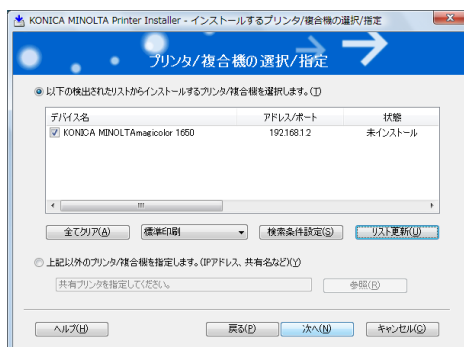 KONICA MINOLTA Printer Installer - インストールするプリンタ/複合機の選択/指定
プリンタ/複合機の選択/指定
以下の検出されたリストからインストールするプリンタ/複合機を選択します。(T)
デバイス名 アドレス/ポート 状態
KONICA MINOLTAmagicolor 1650 192.168.1.2 未インストール
全てクリア(A) 標準印刷 検索条件設定(S) リスト更新(U)
上記以外のプリンタ/複合機を指定します。(IPアドレス、共有名など)(Y)
共有プリンタを指定してください。 参照(R)
ヘルプ(H) 戻る(P) 次へ(N) キャンセル(C)